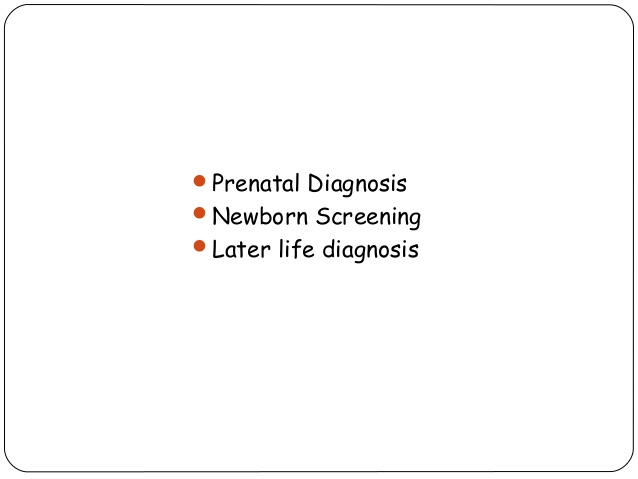 Prenatal Diagnosis
Newborn Screening
Later life diagnosis